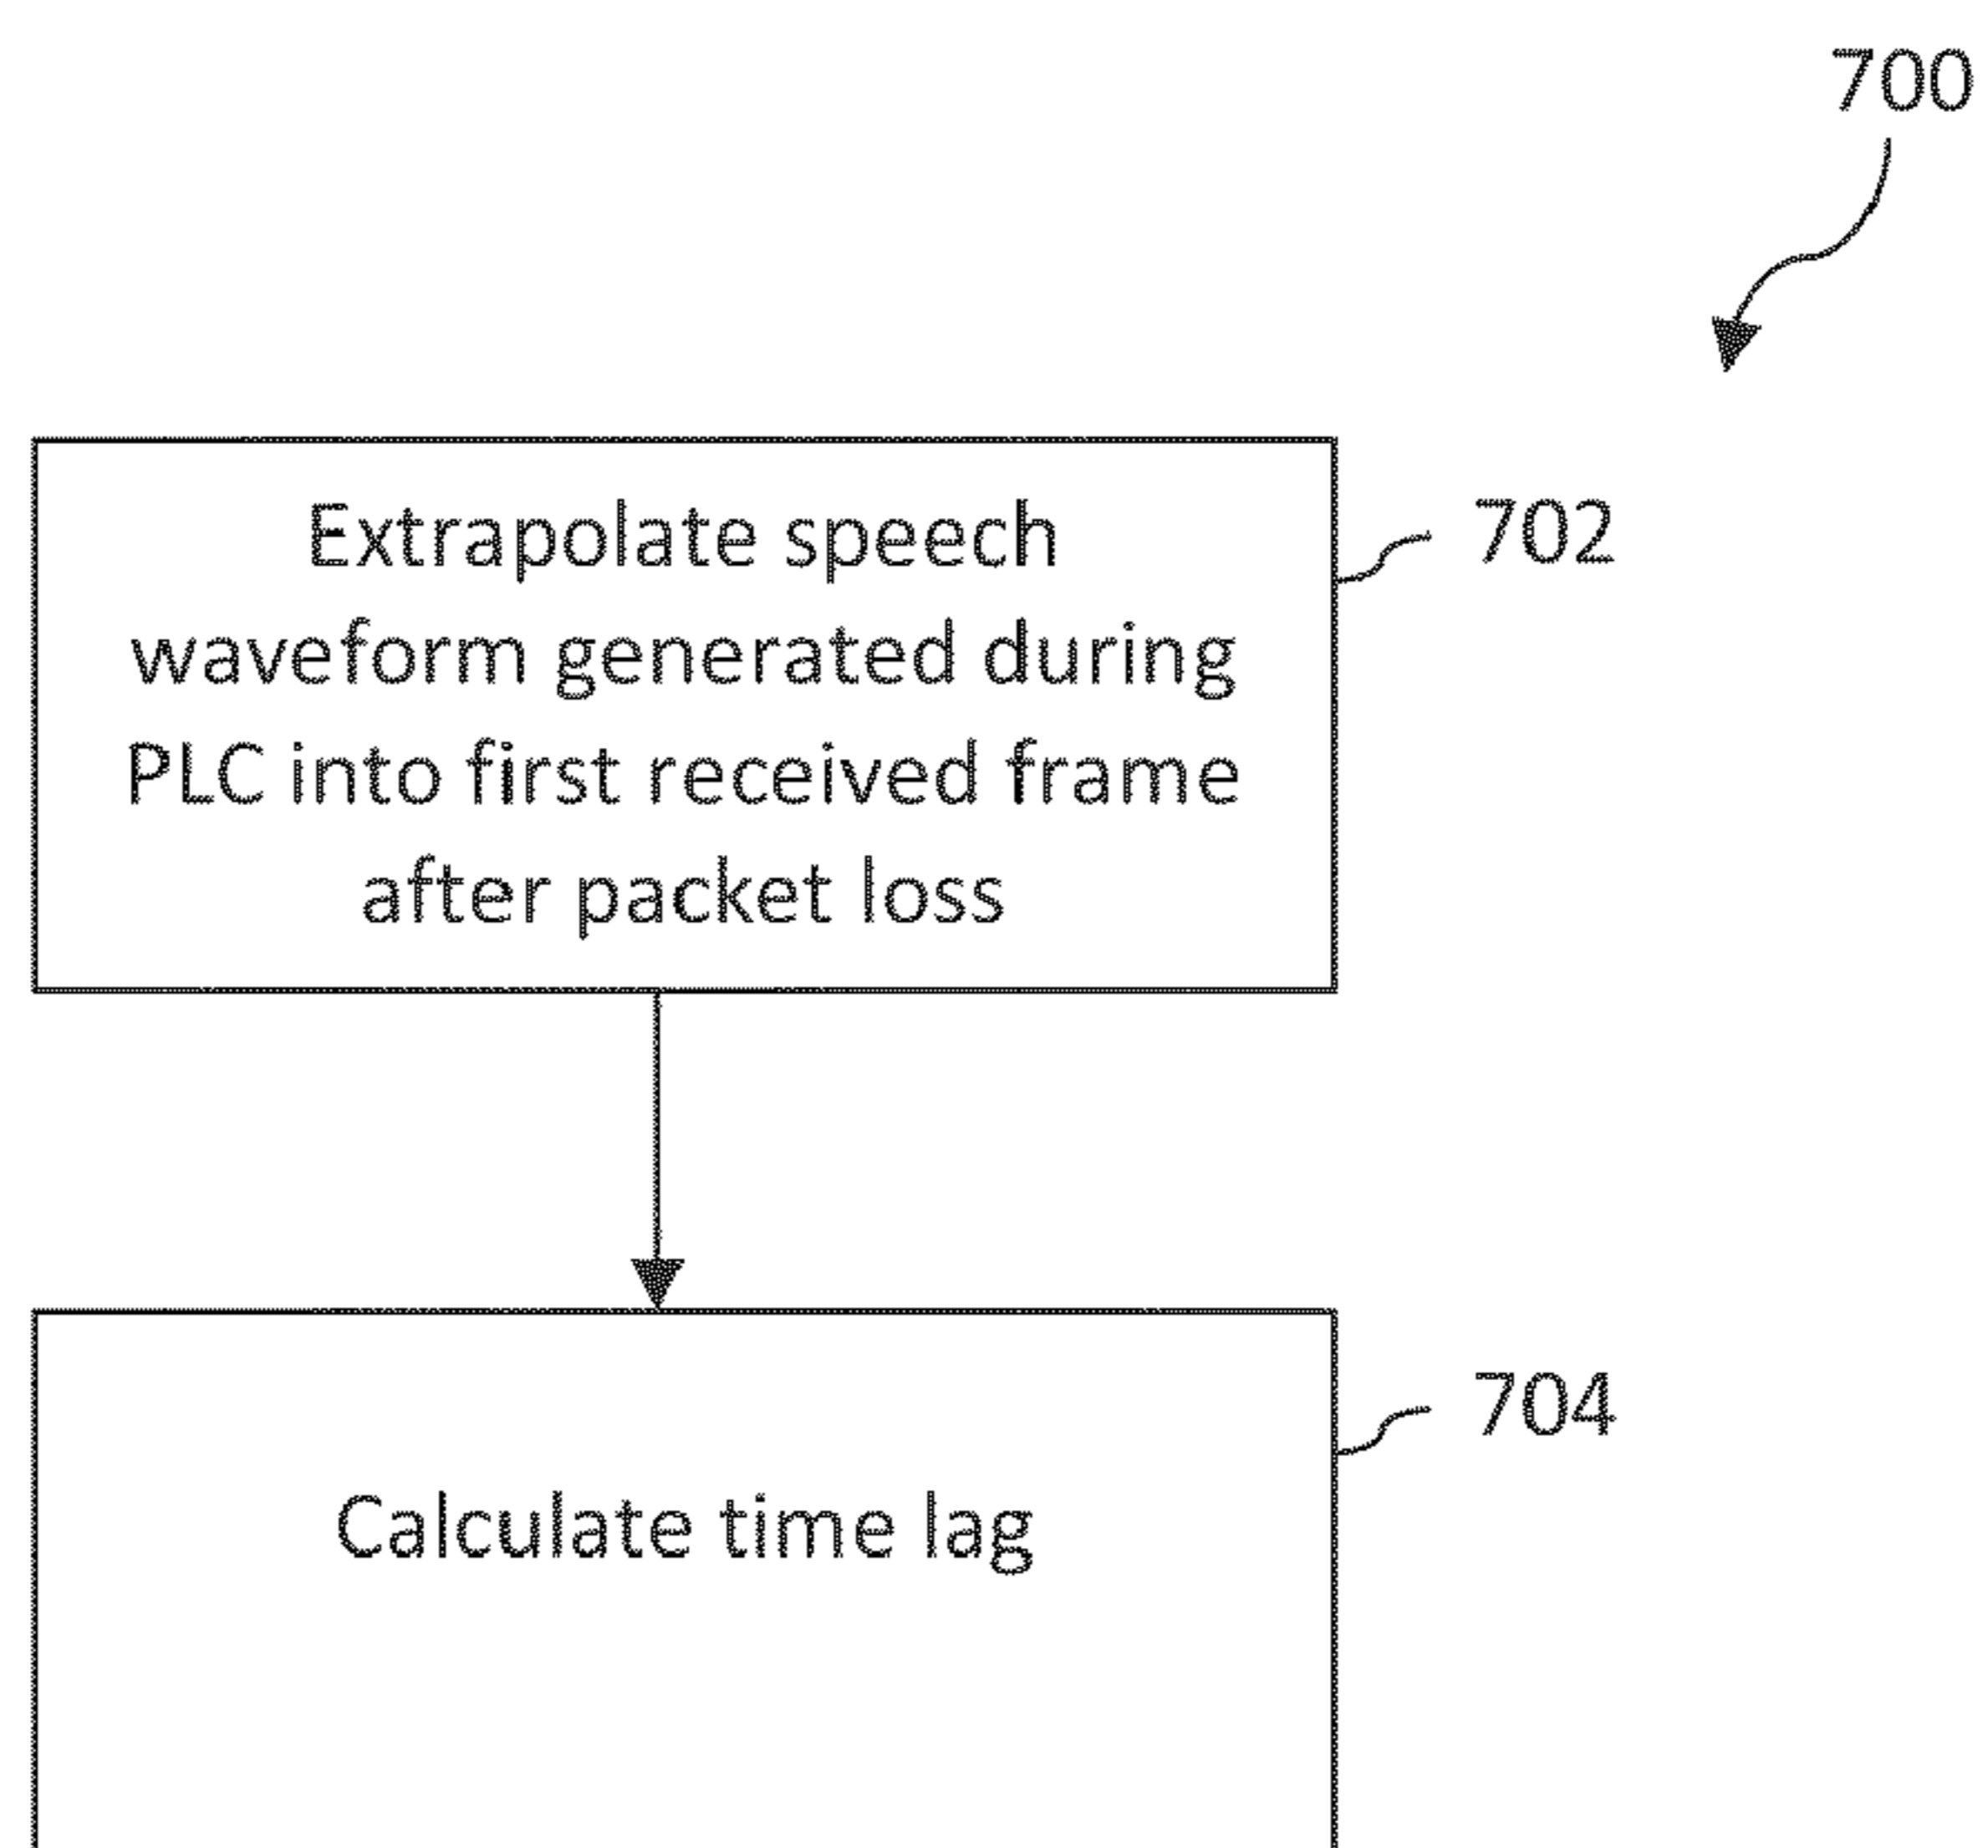 700
Extrapolate speech
702
waveform generated during
PLC into first received frame
after packet loss
704
Calculate time lag